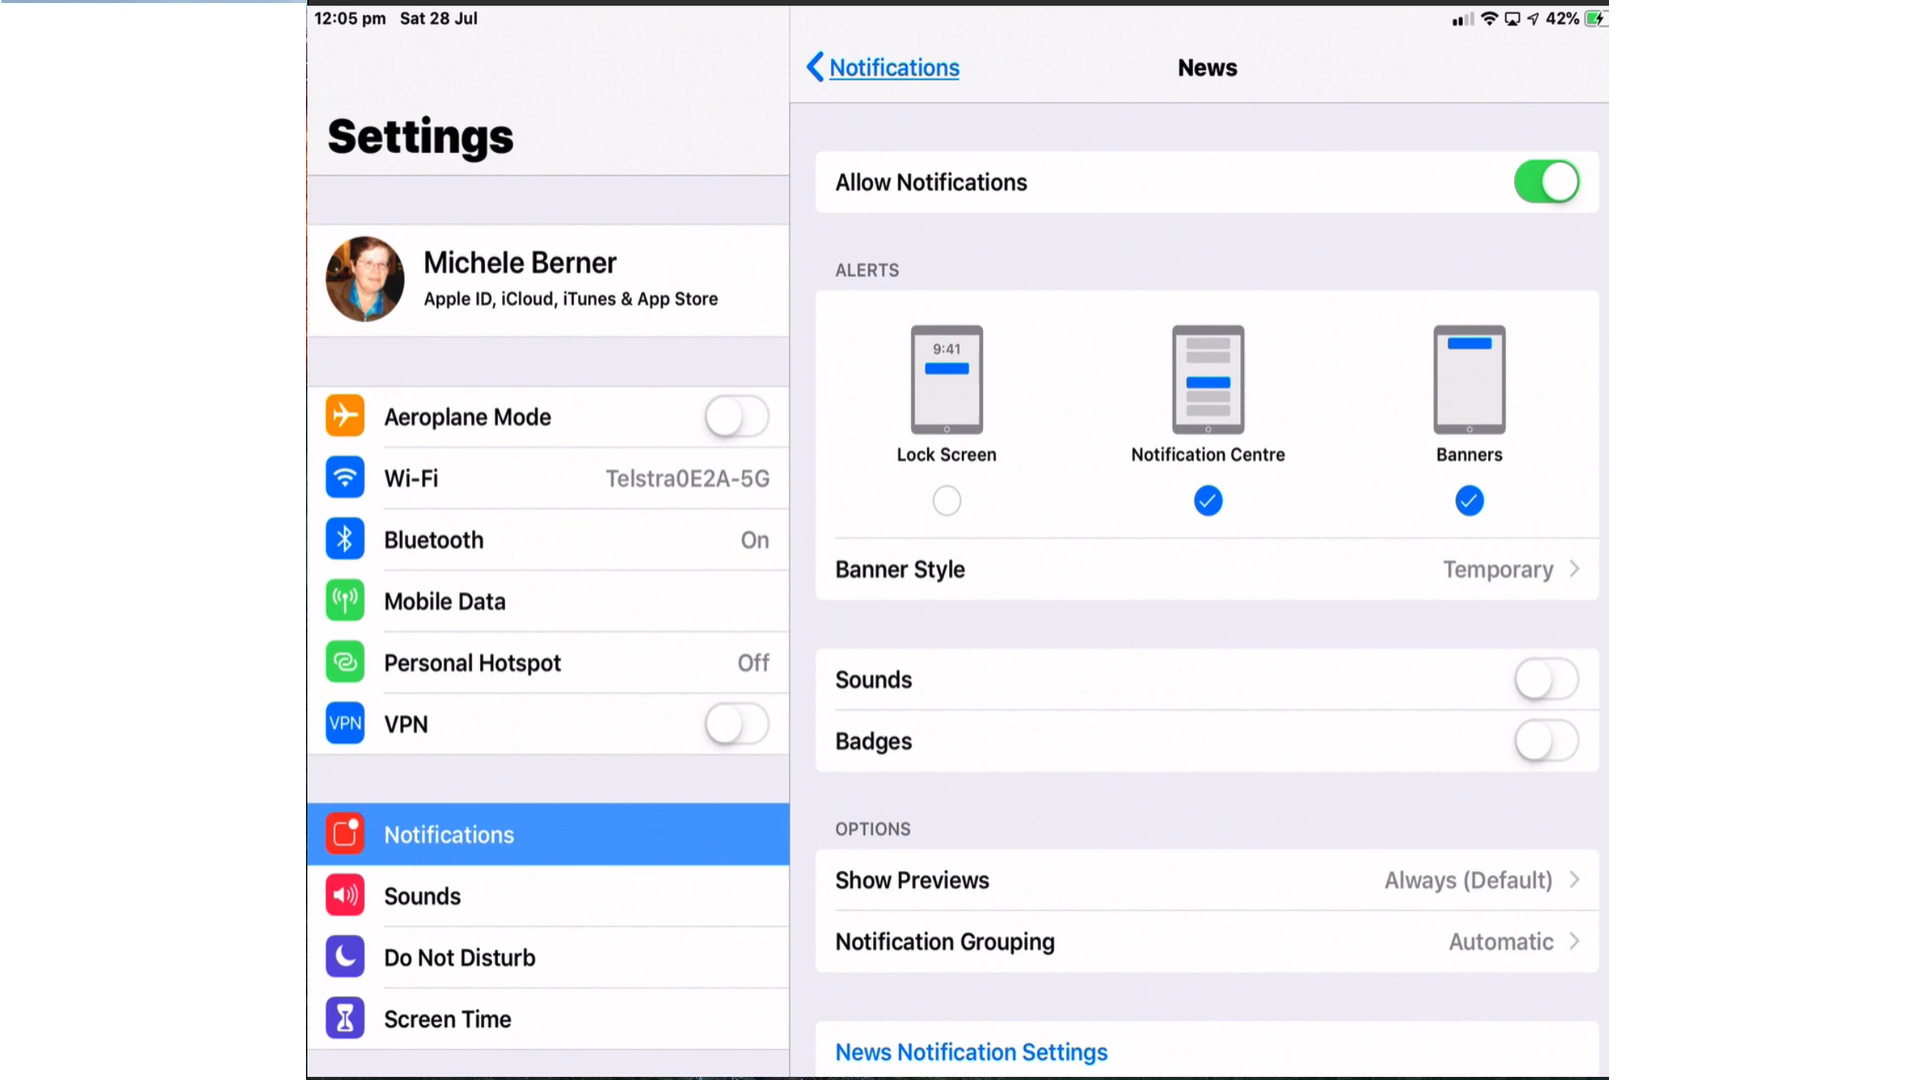 12:05 pm Sat 28 Jul
42%
Settings
Michele Berner
Apple ID, iCloud, iTunes & App Store
Aeroplane Mode
Wi-Fi Telstra0E2A-5G
Bluetooth On
Mobile Data
Personal Hotspot Off
VPN VPN
Notifications
Sounds
Do Not Disturb
Screen Time
Notifications News
Allow Notifications
ALERTS
9:41
Lock Screen Notification Centre Banners
Banner Style Temporary
Sounds
Badges
OPTIONS
Show Previews Always (Default)
Notification Grouping Automatic
News Notification Settings